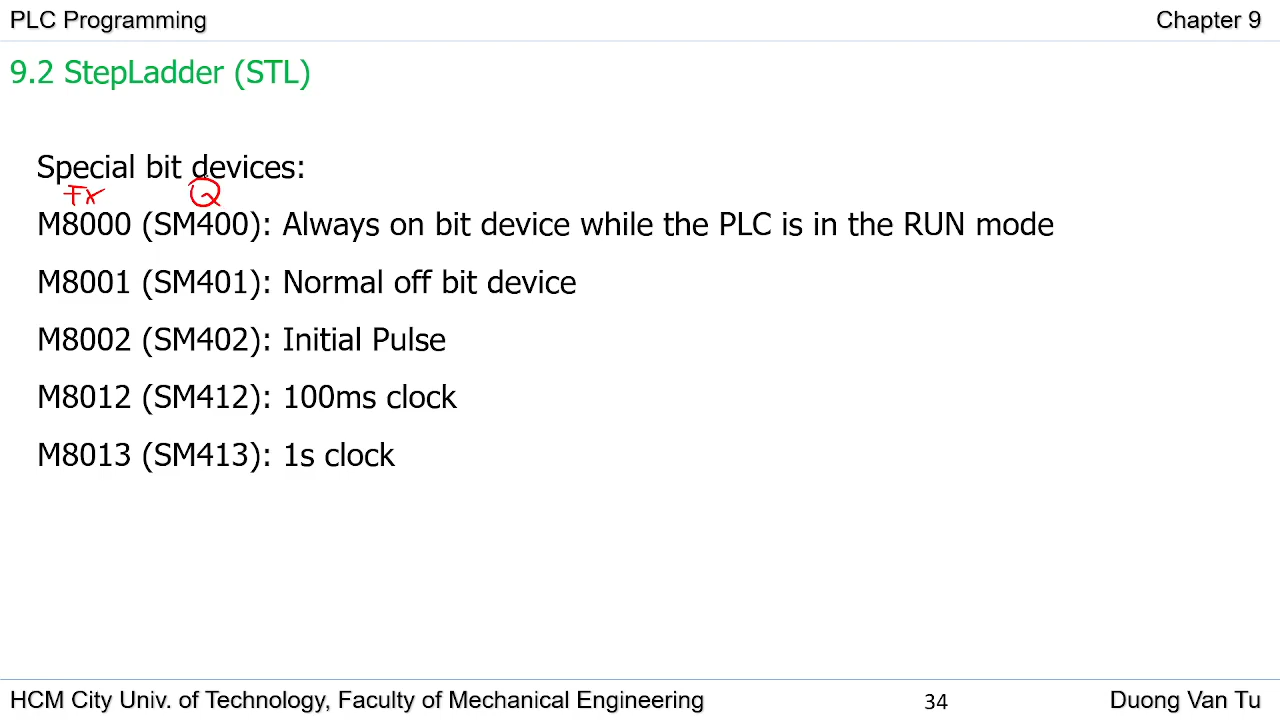 PLC Programming Chapter 9
9.2 StepLadder (STL)
Special bit devices:
FX Q
M8000 (SM400): Always on bit device while the PLC is in the RUN mode
M8001 (SM401): Normal off bit device
M8002 (SM402): Initial Pulse
M8012 (SM412): 100ms clock
M8013 (SM413): 1s clock
HCM City Univ. of Technology, Faculty of Mechanical Engineering 34 Duong Van Tu